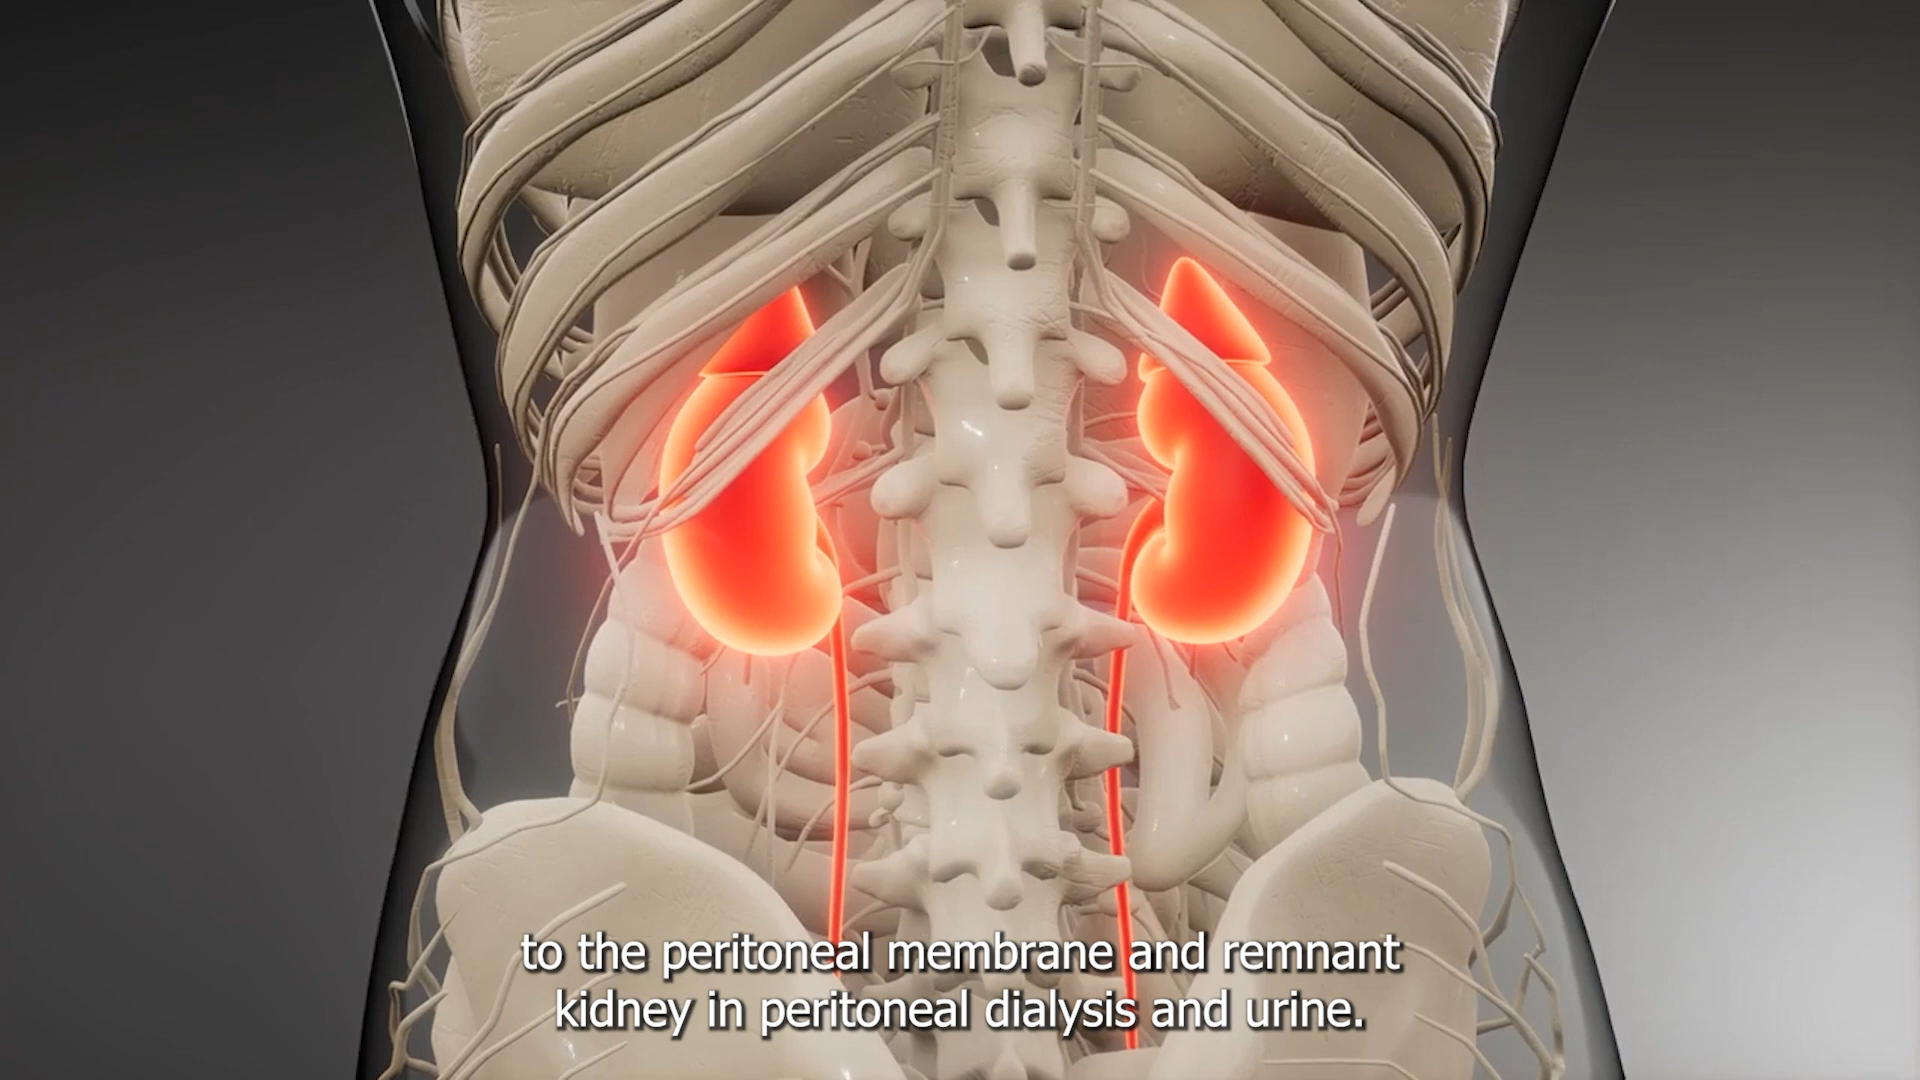 to the peritoneal membrane and remnant
kidney in peritoneal dialysis and urine.